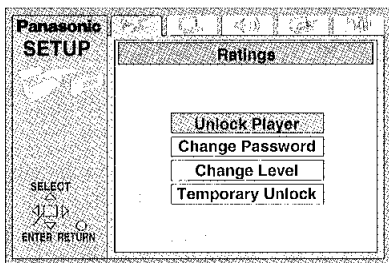 Panasonic
SETUP
Ratings
Unlock Player
Change Password
Change Level
Temporary Unlock
SELECT
ENTER RETURN